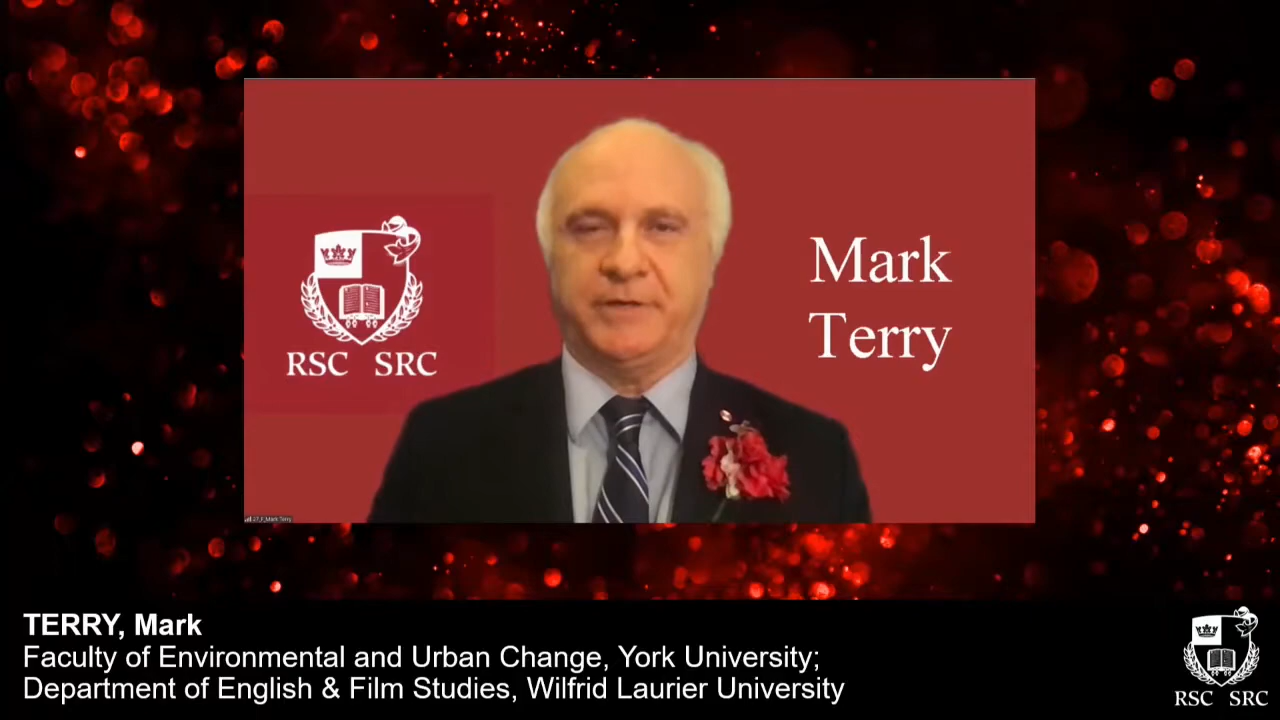 Mark
Terry
RSC SRC
TERRY, Mark
Faculty of Environmental and Urban Change, York University;
Department of English & Film Studies, Wilfrid Laurier University
RSC SRC